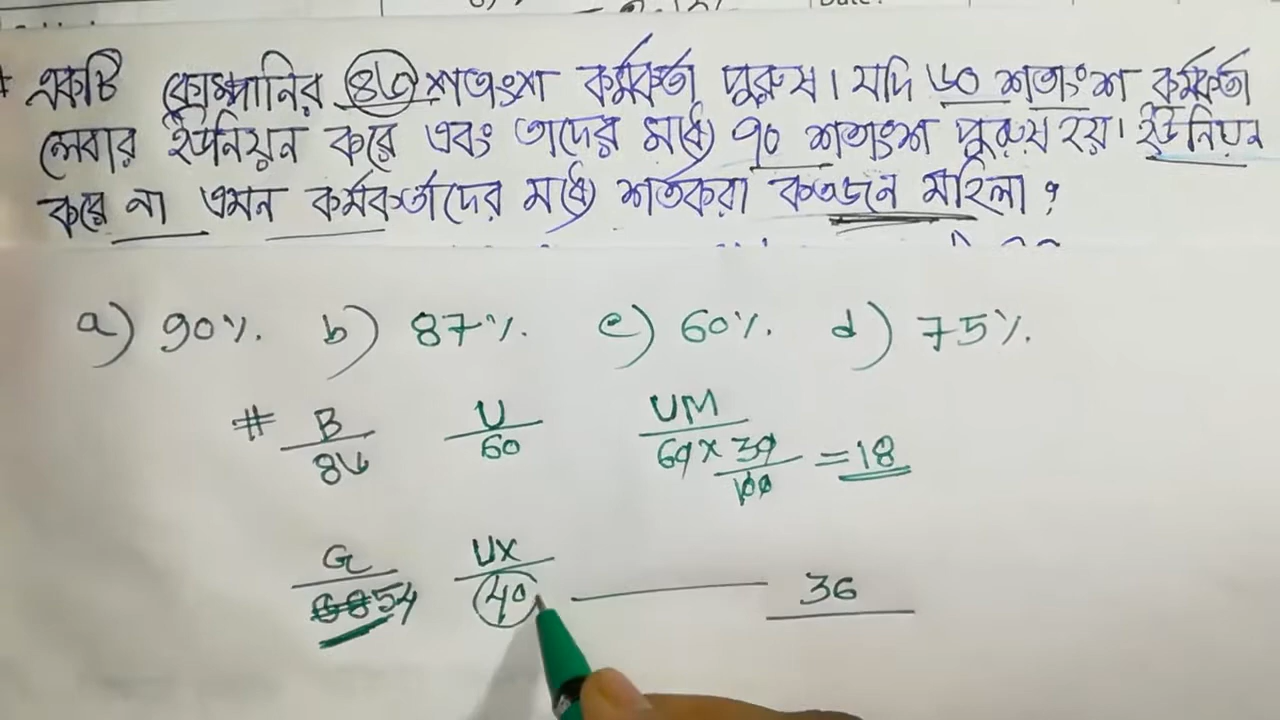 # একটি কোম্পানির ৪৬ শতাংশ কর্মকর্তা পুরুষ। যদি ৬০ শতাংশ কর্মকর্তা
লেবার ইউনিয়ন করে এবং তাদের মধ্যে ৭০ শতাংশ পুরুষ হয়। ইউনিয়ন
করে না এমন কর্মকর্তাদের মধ্যে শতকরা কতজন মহিলা?
a) 90%. b) 87%. c) 60%. d) 75%.
# B U UM
60 60 × 30 = 18
100
G UX
54 40 36